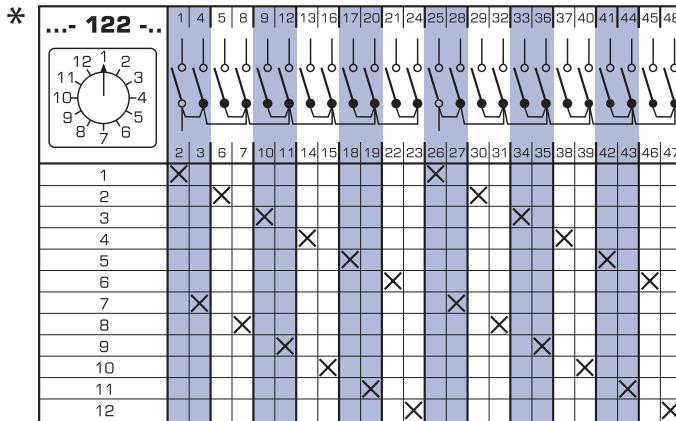 * ...- 122 -.. 1 4 5 8 9 12 13 16 17 20 21 24 25 28 29 32 33 36 37 40 41 44 45 48
12 1 2
11 3
10 4
9 5
8 7 6
2 3 6 7 10 11 14 15 18 19 22 23 26 27 30 31 34 35 38 39 42 43 46 47
1 X X
2 X X
3 X X
4 X X
5 X X
6 X X
7 X X
8 X X
9 X X
10 X X
11 X X
12 X X